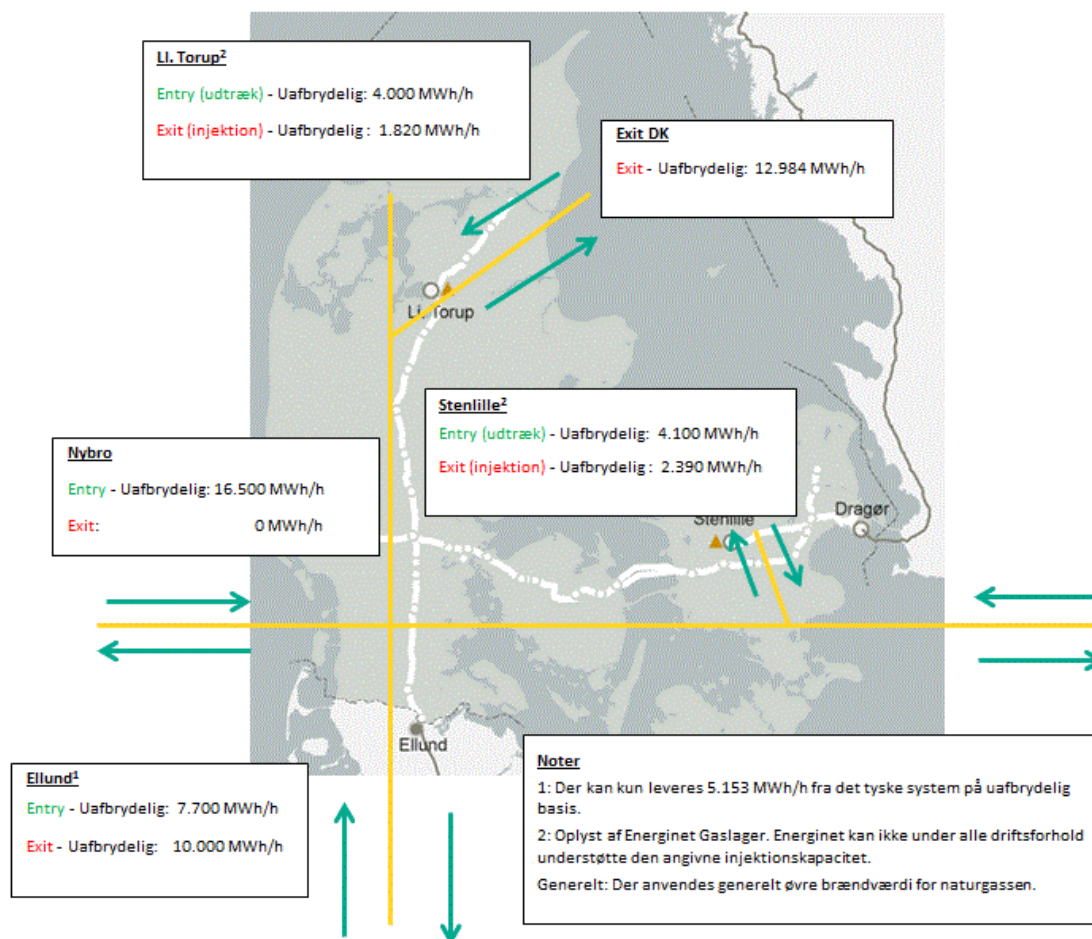 Ll. Torup²
Entry (udtræk) - Uafbrydelig: 4.000 MWh/h
Exit (injektion) - Uafbrydelig : 1.820 MWh/h
Exit DK
Exit - Uafbrydelig: 12.984 MWh/h
Ll. Torup
Stenlille²
Entry (udtræk) - Uafbrydelig: 4.100 MWh/h
Exit (injektion) - Uafbrydelig : 2.390 MWh/h
Nybro
Entry - Uafbrydelig: 16.500 MWh/h
Exit: 0 MWh/h
Stenlille
Dragør
Ellund
Ellund¹
Entry - Uafbrydelig: 7.700 MWh/h
Exit - Uafbrydelig: 10.000 MWh/h
Noter
1: Der kan kun leveres 5.153 MWh/h fra det tyske system på uafbrydelig
basis.
2: Oplyst af Energinet Gaslager. Energinet kan ikke under alle driftsforhold
understøtte den angivne injektionskapacitet.
Generelt: Der anvendes generelt øvre brændværdi for naturgassen.